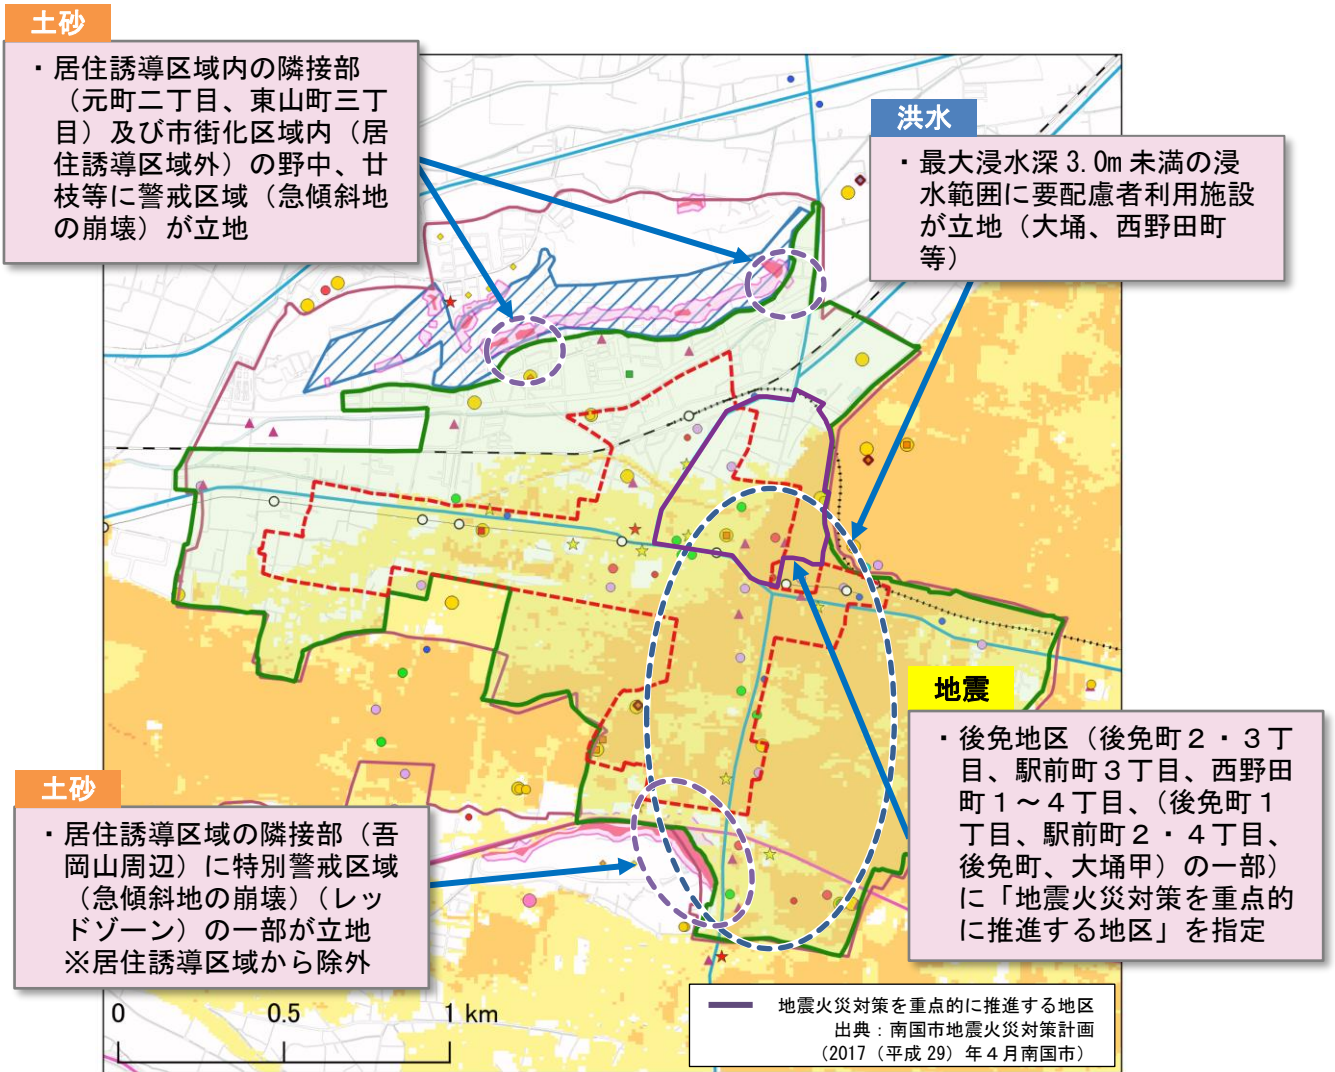 土砂
・居住誘導区域内の隣接部
（元町二丁目、東山町三丁
目）及び市街化区域内（居
住誘導区域外）の野中、廿
枝等に警戒区域（急傾斜地
の崩壊）が立地
洪水
・最大浸水深 3.0m 未満の浸
水範囲に要配慮者利用施設
が立地（大埇、西野田町
等）
地震
・後免地区（後免町２・３丁
目、駅前町３丁目、西野田
町１～４丁目、（後免町１
丁目、駅前町２・４丁目、
後免町、大埇甲）の一部）
に「地震火災対策を重点的
に推進する地区」を指定
土砂
・居住誘導区域の隣接部（吾
岡山周辺）に特別警戒区域
（急傾斜地の崩壊）（レッ
ドゾーン）の一部が立地
※居住誘導区域から除外
0 0.5 1 km
地震火災対策を重点的に推進する地区
出典：南国市地震火災対策計画
（2017（平成 29）年４月南国市）